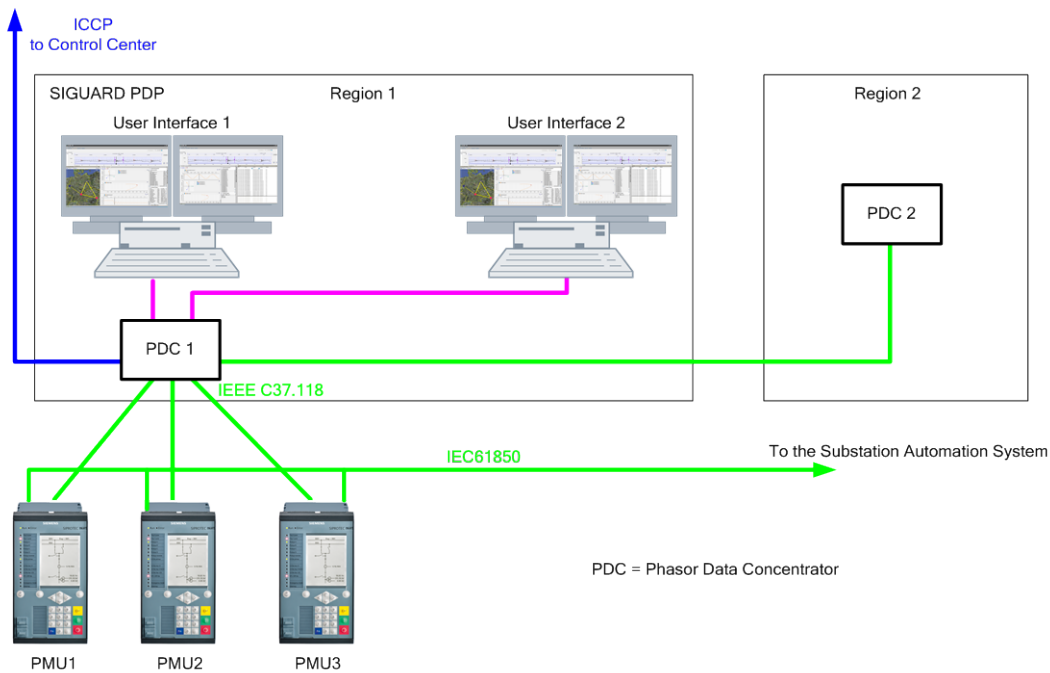 ICCP
to Control Center
SIGUARD PDP
Region 1
Region 2
User Interface 1
User Interface 2
PDC 2
PDC 1
IEEE C37.118
IEC61850
To the Substation Automation System
PDC = Phasor Data Concentrator
PMU1
PMU2
PMU3